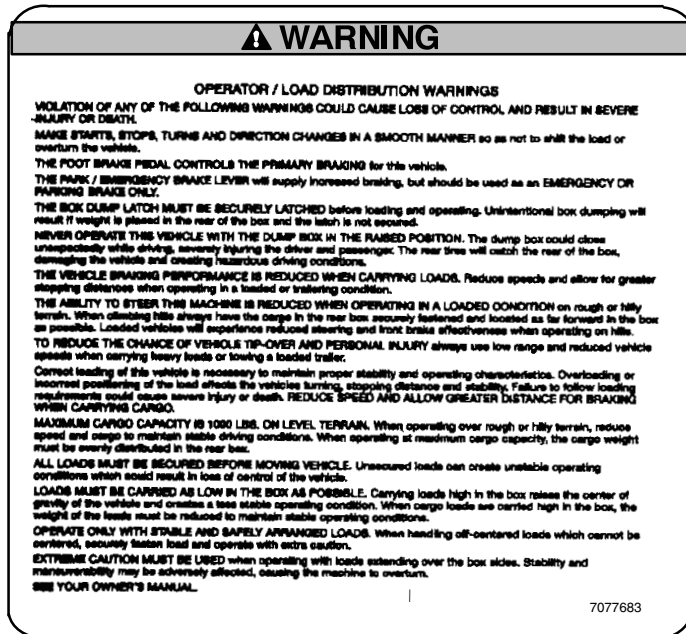 WARNING
OPERATOR / LOAD DISTRIBUTION WARNINGS
VIOLATION OF ANY OF THE FOLLOWING WARNINGS COULD CAUSE LOSS OF CONTROL AND RESULT IN SEVERE
INJURY OR DEATH.
MAKE STARTS, STOPS, TURNS AND DIRECTION CHANGES IN A SMOOTH MANNER so as not to shift the load or
overturn the vehicle.
THE FOOT BRAKE PEDAL CONTROLS THE PRIMARY BRAKING for this vehicle.
THE PARK / EMERGENCY BRAKE LEVER will supply increased braking, but should be used as an EMERGENCY OR
PARKING BRAKE ONLY.
THE BOX DUMP LATCH MUST BE SECURELY LATCHED before loading and operating. Unintentional box dumping will
result if weight is placed in the rear of the box and the latch is not secured.
NEVER OPERATE THIS VEHICLE WITH THE DUMP BOX IN THE RAISED POSITION. The dump box could close
unexpectedly while driving, severely injuring the driver and passenger. The rear tires will catch the rear of the box,
damaging the vehicle and creating hazardous driving conditions.
THE VEHICLE BRAKING PERFORMANCE IS REDUCED WHEN CARRYING LOADS. Reduce speeds and allow for greater
stopping distances when operating in a loaded or trailering condition.
THE ABILITY TO STEER THIS MACHINE IS REDUCED WHEN OPERATING IN A LOADED CONDITION on rough or hilly
terrain. When climbing hills always have the cargo in the rear box securely fastened and located as far forward in the box
as possible. Loaded vehicles will experience reduced steering and front brake effectiveness when operating on hills.
TO REDUCE THE CHANCE OF VEHICLE TIP-OVER AND PERSONAL INJURY always use low range and reduced vehicle
speeds when carrying heavy loads or towing a loaded trailer.
Correct loading of this vehicle is necessary to maintain proper stability and operating characteristics. Overloading or
incorrect positioning of the load effects the vehicles turning, stopping distance and stability. Failure to follow loading
requirements could cause severe injury or death. REDUCE SPEED AND ALLOW GREATER DISTANCE FOR BRAKING
WHEN CARRYING CARGO.
MAXIMUM CARGO CAPACITY IS 1000 LBS. ON LEVEL TERRAIN. When operating over rough or hilly terrain, reduce
speed and cargo to maintain stable driving conditions. When operating at maximum cargo capacity, the cargo weight
must be evenly distributed in the rear box.
ALL LOADS MUST BE SECURED BEFORE MOVING VEHICLE. Unsecured loads can create unstable operating
conditions which could result in loss of control of the vehicle.
LOADS MUST BE CARRIED AS LOW IN THE BOX AS POSSIBLE. Carrying loads high in the box raises the center of
gravity of the vehicle and creates a less stable operating condition. When cargo loads are carried high in the box, the
weight of the loads must be reduced to maintain stable operating conditions.
OPERATE ONLY WITH STABLE AND SAFELY ARRANGED LOADS. When handling off-centered loads which cannot be
centered, securely fasten load and operate with extra caution.
EXTREME CAUTION MUST BE USED when operating with loads extending over the box sides. Stability and
maneuverability may be adversely affected, causing the machine to overturn.
SEE YOUR OWNER'S MANUAL.
7077683